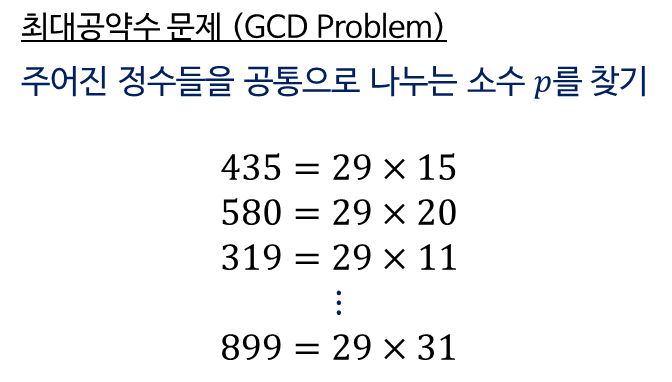 최대공약수 문제 (GCD Problem)
주어진 정수들을 공통으로 나누는 소수 p를 찾기
435 = 29 × 15
580 = 29 × 20
319 = 29 × 11
⋮
899 = 29 × 31